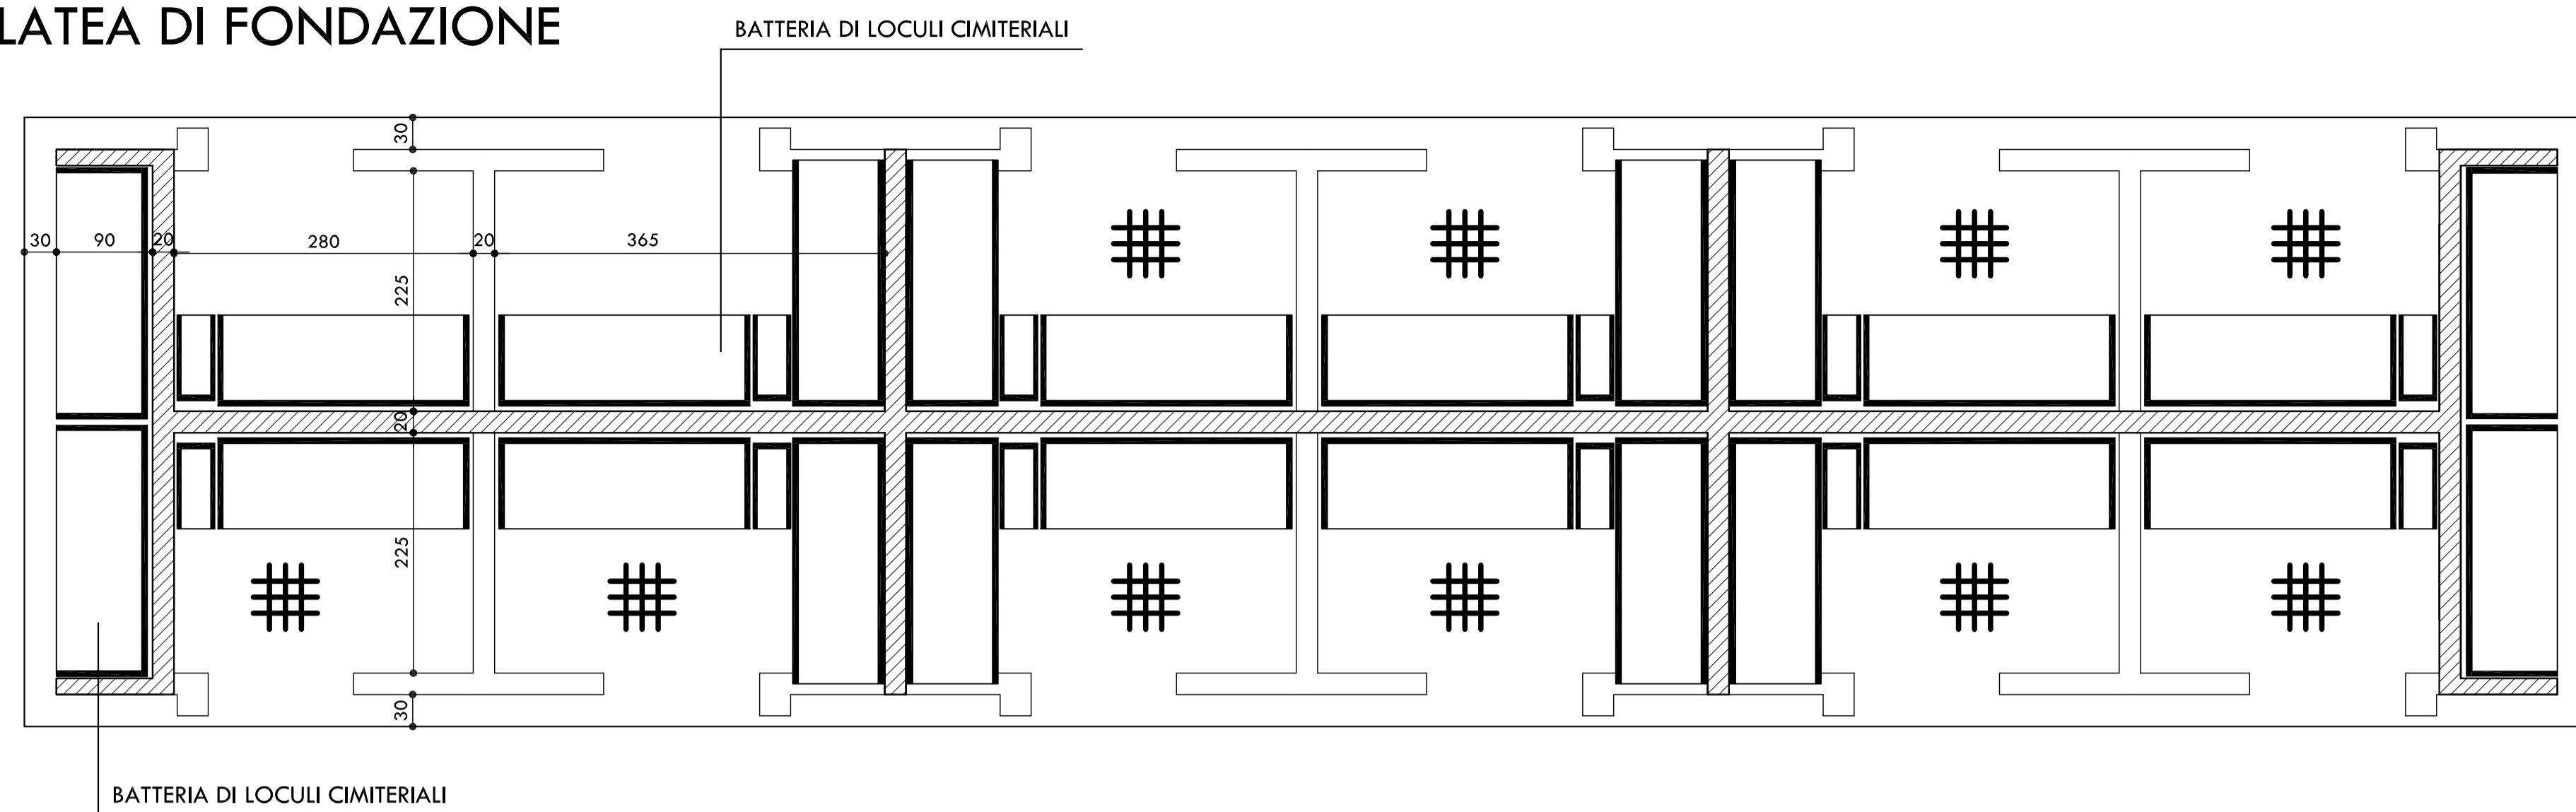 LATEA DI FONDAZIONE
BATTERIA DI LOCULI CIMITERIALI
30
30 90 20 280 20 365
225
20
225
30
BATTERIA DI LOCULI CIMITERIALI